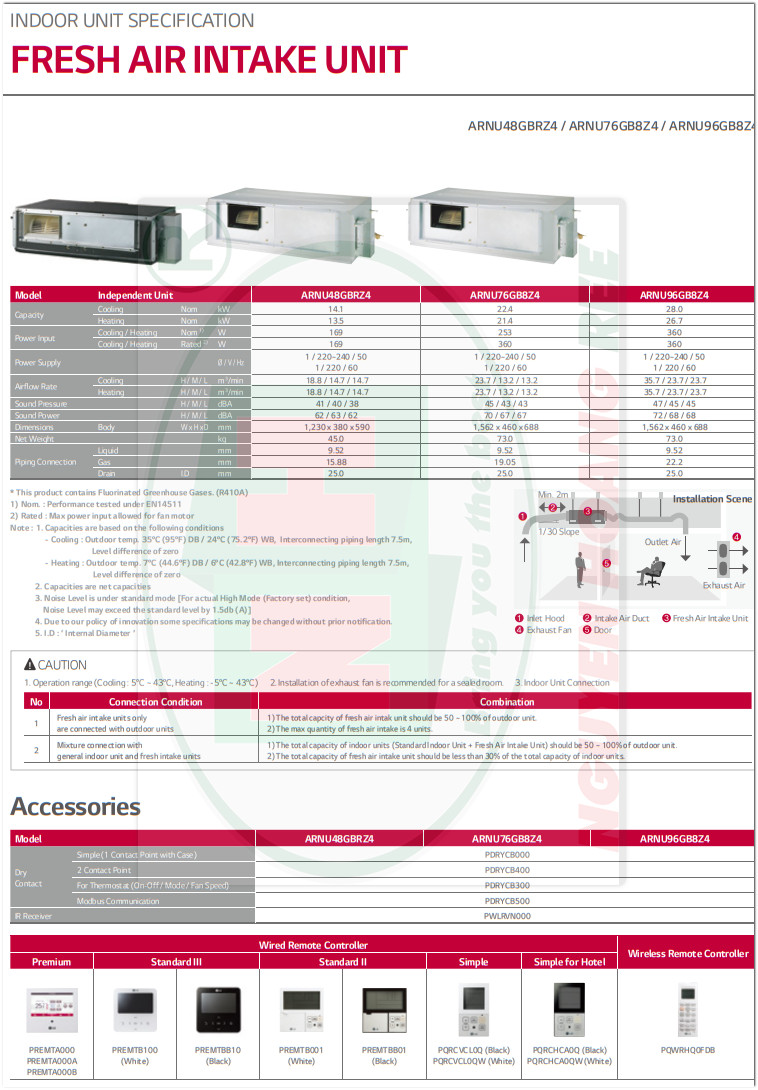 INDOOR UNIT SPECIFICATION
FRESH AIR INTAKE UNIT
ARNU48GBRZ4 / ARNU76GB8Z4 / ARNU96GB8Z4
Model Independent Unit ARNU48GBRZ4 ARNU76GB8Z4 ARNU96GB8Z4
Capacity Cooling Nom kW 14.1 22.4 28.0
Heating Nom kW 13.5 21.4 26.7
Power Input Cooling / Heating Nom 1) W 169 253 360
Cooling / Heating Rated 2) W 169 360 360
Power Supply Ø / V / Hz 1 / 220~240 / 50 1 / 220~240 / 50 1 / 220~240 / 50
1 / 220 / 60 1 / 220 / 60 1 / 220 / 60
Airflow Rate Cooling H / M / L m³/min 18.8 / 14.7 / 14.7 23.7 / 13.2 / 13.2 35.7 / 23.7 / 23.7
Heating H / M / L m³/min 18.8 / 14.7 / 14.7 23.7 / 13.2 / 13.2 35.7 / 23.7 / 23.7
Sound Pressure H / M / L dBA 41 / 40 / 38 45 / 43 / 43 47 / 45 / 45
Sound Power H / M / L dBA 62 / 63 / 62 70 / 67 / 67 72 / 68 / 68
Dimensions Body W x H x D mm 1,230 x 380 x 590 1,562 x 460 x 688 1,562 x 460 x 688
Net Weight kg 45.0 73.0 73.0
Piping Connection Liquid mm 9.52 9.52 9.52
Gas mm 15.88 19.05 22.2
Drain I.D mm 25.0 25.0 25.0
* This product contains Fluorinated Greenhouse Gases. (R410A)
1) Nom. : Performance tested under EN14511
2) Rated : Max power input allowed for fan motor
Note : 1. Capacities are based on the following conditions
- Cooling : Outdoor temp. 35°C (95°F) DB / 24°C (75.2°F) WB, Interconnecting piping length 7.5m,
Level difference of zero
- Heating : Outdoor temp. 7°C (44.6°F) DB / 6°C (42.8°F) WB, Interconnecting piping length 7.5m,
Level difference of zero
2. Capacities are net capacities
3. Noise Level is under standard mode [For actual High Mode (Factory set) condition,
Noise Level may exceed the standard level by 1.5db (A) ]
4. Due to our policy of innovation some specifications may be changed without prior notification.
5. I.D : ' Internal Diameter '
Min. 2m
Installation Scene
1 2 3
1/30 Slope
Outlet Air
4
5
Exhaust Air
1 Inlet Hood 2 Intake Air Duct 3 Fresh Air Intake Unit
4 Exhaust Fan 5 Door
CAUTION
1. Operation range (Cooling : 5°C ~ 43°C, Heating : -5°C ~ 43°C) 2. Installation of exhaust fan is recommended for a sealed room. 3. Indoor Unit Connection
No Connection Condition Combination
1 Fresh air intake units only
are connected with outdoor units
1) The total capcity of fresh air intak unit should be 50 ~ 100% of outdoor unit.
2) The max quantity of fresh air intake is 4 units.
2 Mixture connection with
general indoor unit and fresh intake units
1) The total capacity of indoor units (Standard Indoor Unit + Fresh Air Intake Unit) should be 50 ~ 100% of outdoor unit.
2) The total capacity of fresh air intake unit should be less than 30% of the total capacity of indoor units.
Accessories
Model ARNU48GBRZ4 ARNU76GB8Z4 ARNU96GB8Z4
Dry Contact
Simple (1 Contact Point with Case) PDRYCB000
2 Contact Point PDRYCB400
For Thermostat (On-Off / Mode / Fan Speed) PDRYCB300
Modbus Communication PDRYCB500
IR Receiver PWLRVN000
Wired Remote Controller
Wireless Remote Controller
Premium Standard III Standard II Simple Simple for Hotel
PREMTA000
PREMTA000A
PREMTA000B
PREMTB100
(White)
PREMTBB10
(Black)
PREMTB001
(White)
PREMTBB01
(Black)
PQRCVCL0Q (Black)
PQRCVCL0QW (White)
PQRCHCA0Q (Black)
PQRCHCA0QW (White)
PQWRHQ0FDB
NGUYEN HOANG REE